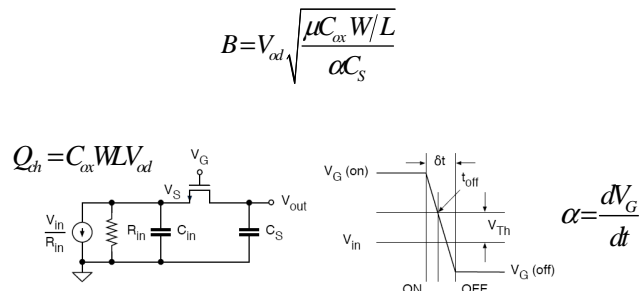 B=V_od √(μC_ox W/L / αC_S)
Q_ch = C_ox WLV_od
V_G
V_S
V_out
V_in
R_in
R_in
C_in
C_S
δt
V_G (on)
t_off
V_Th
V_in
V_G (off)
ON
OFF
α= dV_G / dt